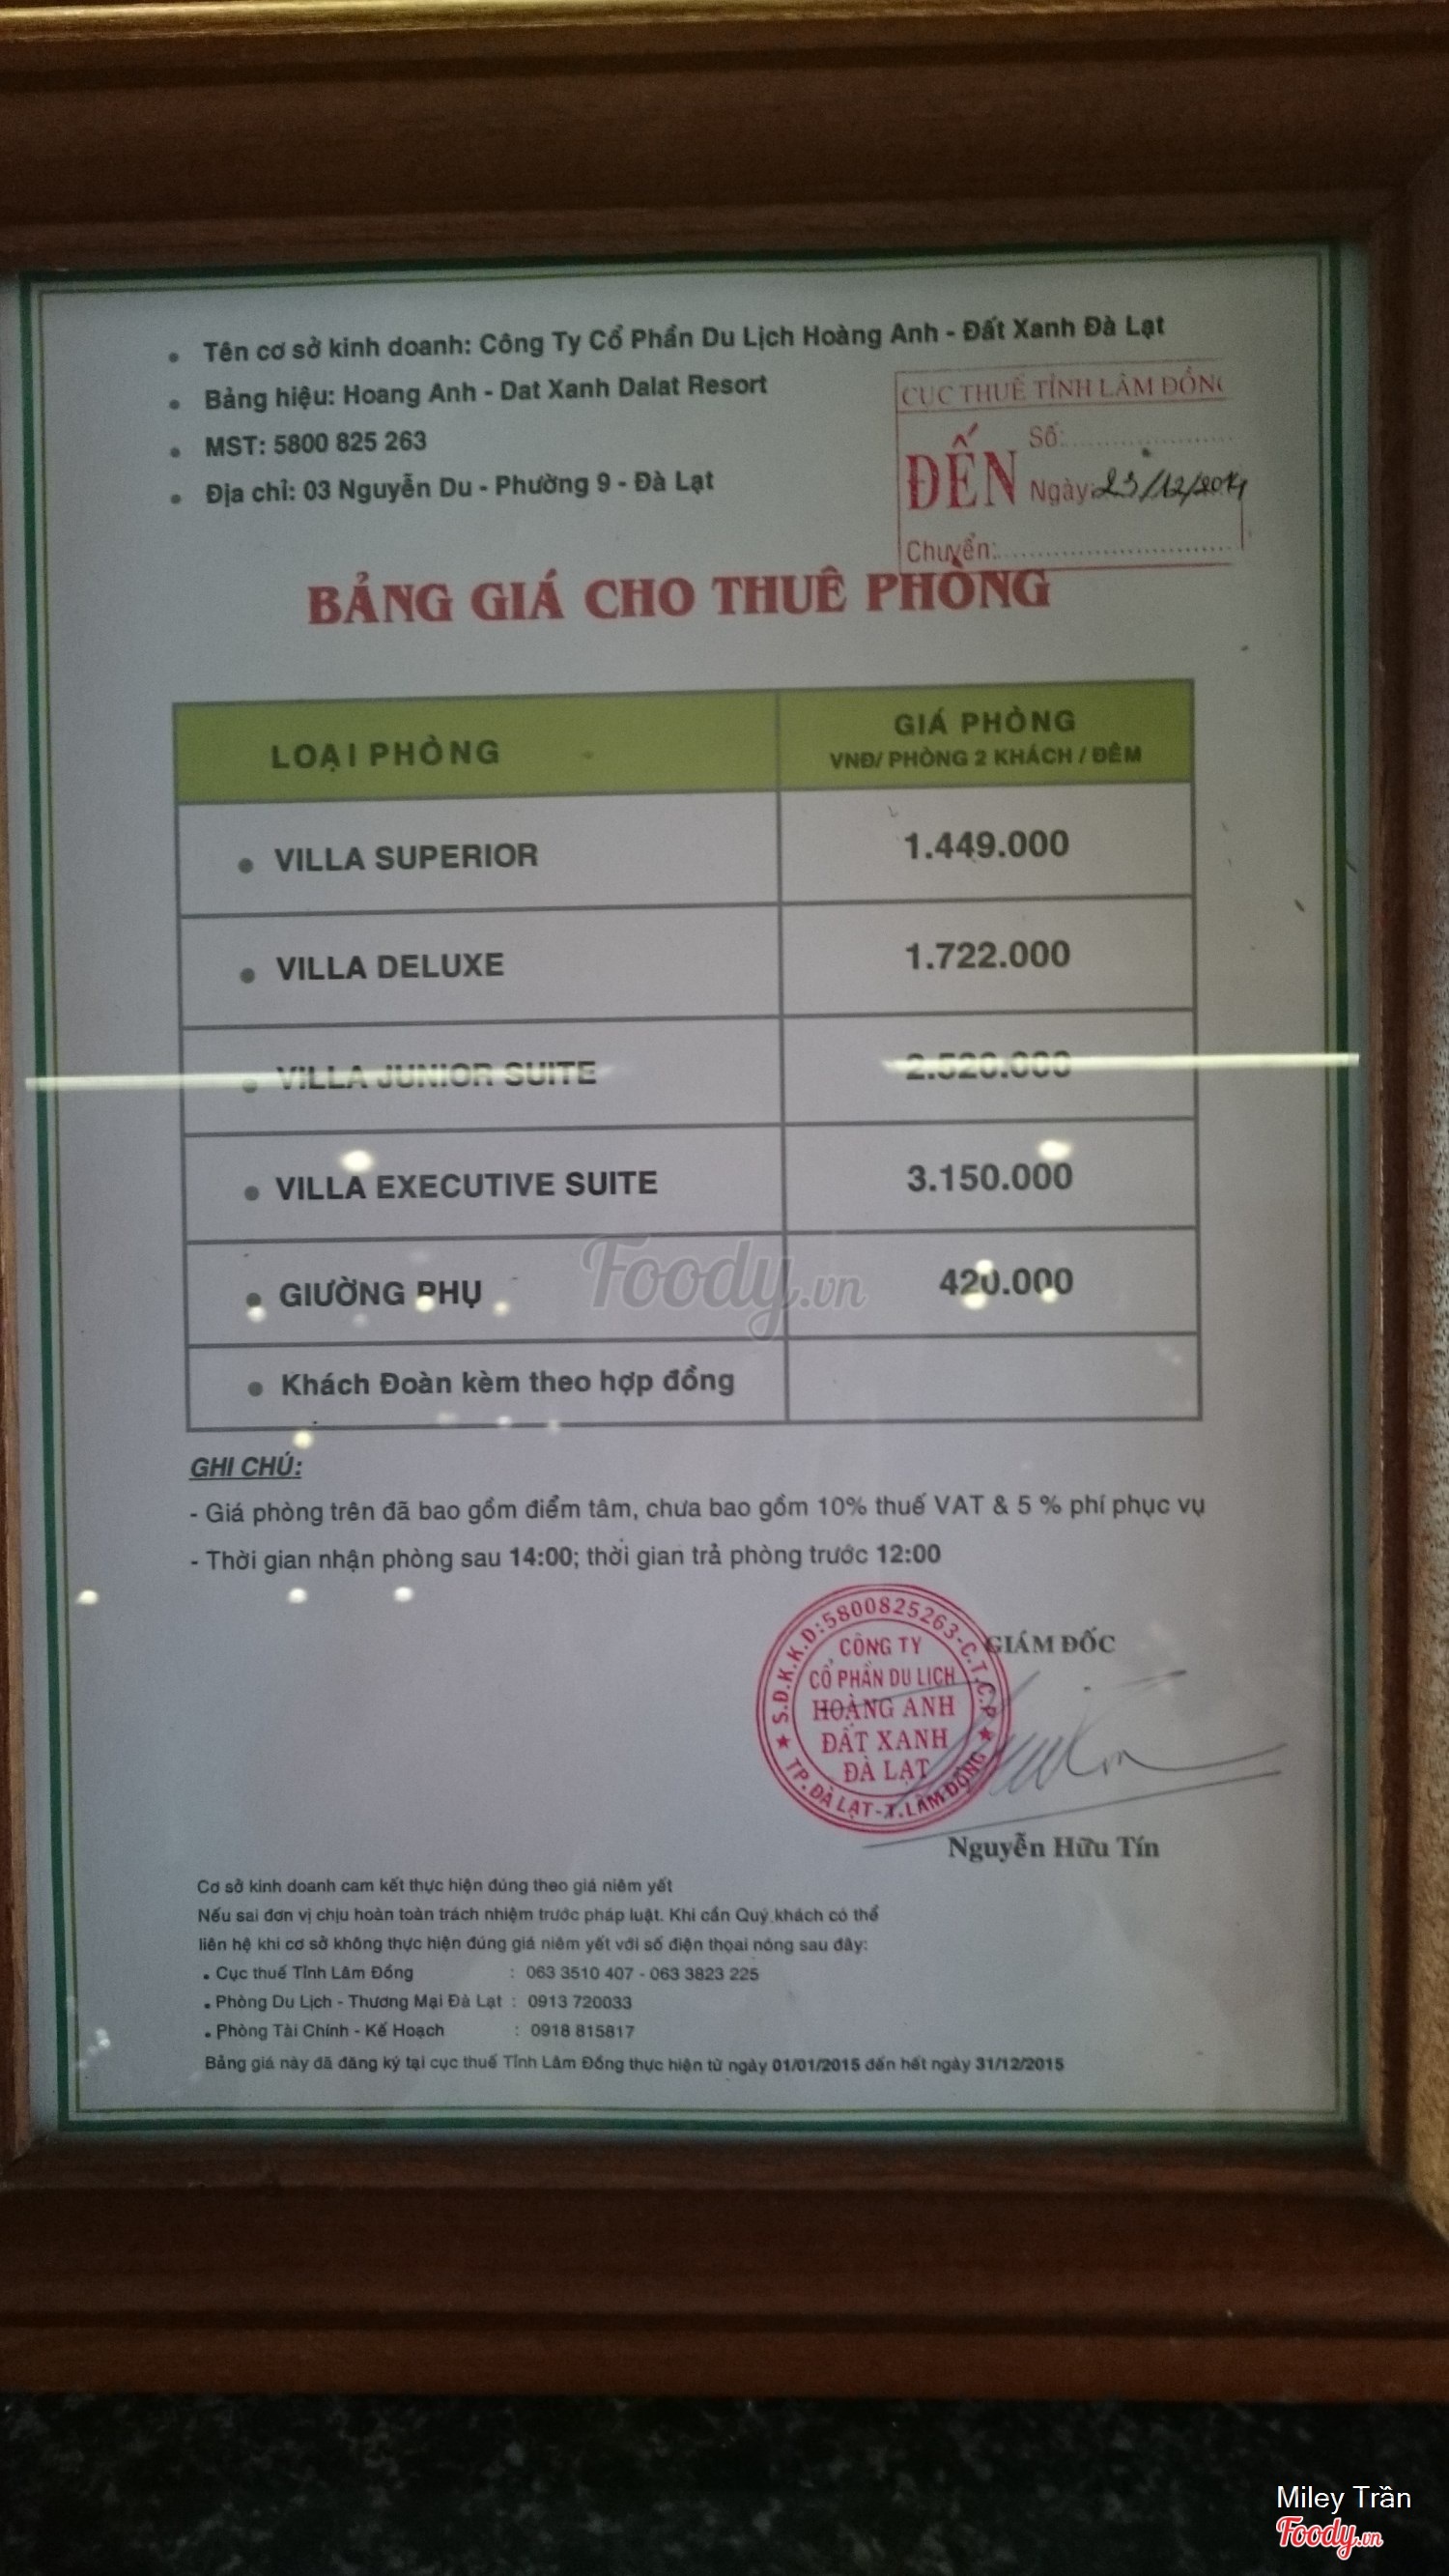 • Tên cơ sở kinh doanh: Công Ty Cổ Phần Du Lịch Hoàng Anh - Đất Xanh Đà Lạt
• Bảng hiệu: Hoang Anh - Dat Xanh Dalat Resort
• MST: 5800 825 263
• Địa chỉ: 03 Nguyễn Du - Phường 9 - Đà Lạt
CỤC THUẾ TỈNH LÂM ĐỒNG
Số:
ĐẾN Ngày: 23/12/2014
Chuyển:
BẢNG GIÁ CHO THUÊ PHÒNG
LOẠI PHÒNG
GIÁ PHÒNG
VNĐ/ PHÒNG 2 KHÁCH / ĐÊM
• VILLA SUPERIOR 1.449.000
• VILLA DELUXE 1.722.000
• VILLA JUNIOR SUITE 2.520.000
• VILLA EXECUTIVE SUITE 3.150.000
• GIƯỜNG PHỤ 420.000
• Khách Đoàn kèm theo hợp đồng
Foody.vn
GHI CHÚ:
- Giá phòng trên đã bao gồm điểm tâm, chưa bao gồm 10% thuế VAT & 5 % phí phục vụ
- Thời gian nhận phòng sau 14:00; thời gian trả phòng trước 12:00
S.Đ.K.K.D:5800825263-C.T.C.P
CÔNG TY
CỔ PHẦN DU LỊCH
HOÀNG ANH
ĐẤT XANH
ĐÀ LẠT
TP.ĐÀ LẠT-T.LÂM ĐỒNG
GIÁM ĐỐC
Nguyễn Hữu Tín
Cơ sở kinh doanh cam kết thực hiện đúng theo giá niêm yết
Nếu sai đơn vị chịu hoàn toàn trách nhiệm trước pháp luật. Khi cần Quý khách có thể
liên hệ khi cơ sở không thực hiện đúng giá niêm yết với số điện thọai nóng sau đây:
• Cục thuế Tỉnh Lâm Đồng : 063 3510 407 - 063 3823 225
• Phòng Du Lịch - Thương Mại Đà Lạt : 0913 720033
• Phòng Tài Chính - Kế Hoạch : 0918 815817
Bảng giá này đã đăng ký tại cục thuế Tỉnh Lâm Đồng thực hiện từ ngày 01/01/2015 đến hết ngày 31/12/2015
Miley Trần
Foody.vn